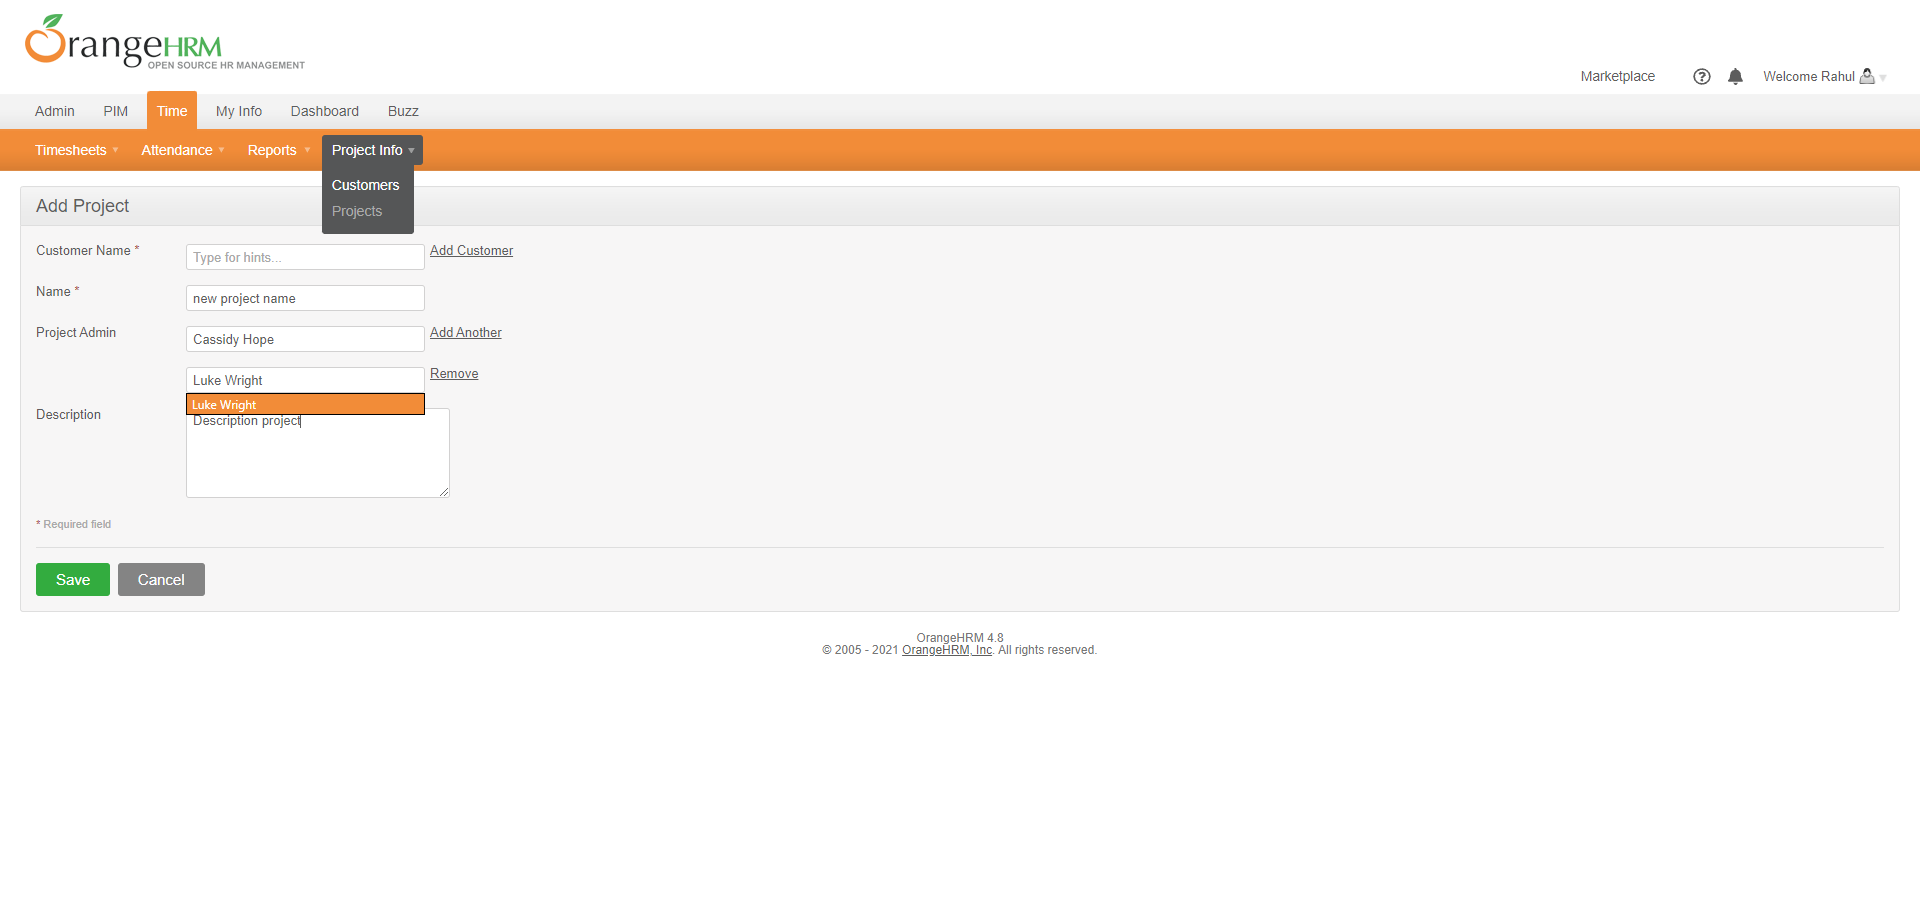 OrangeHRM
OPEN SOURCE HR MANAGEMENT
Marketplace
Welcome Rahul
Admin PIM Time My Info Dashboard Buzz
Timesheets Attendance Reports Project Info
Customers
Projects
Add Project
Customer Name *
Type for hints...
Add Customer
Name *
new project name
Project Admin
Cassidy Hope
Add Another
Luke Wright
Remove
Luke Wright
Description
Description project
* Required field
Save Cancel
OrangeHRM 4.8
© 2005 - 2021 OrangeHRM, Inc. All rights reserved.